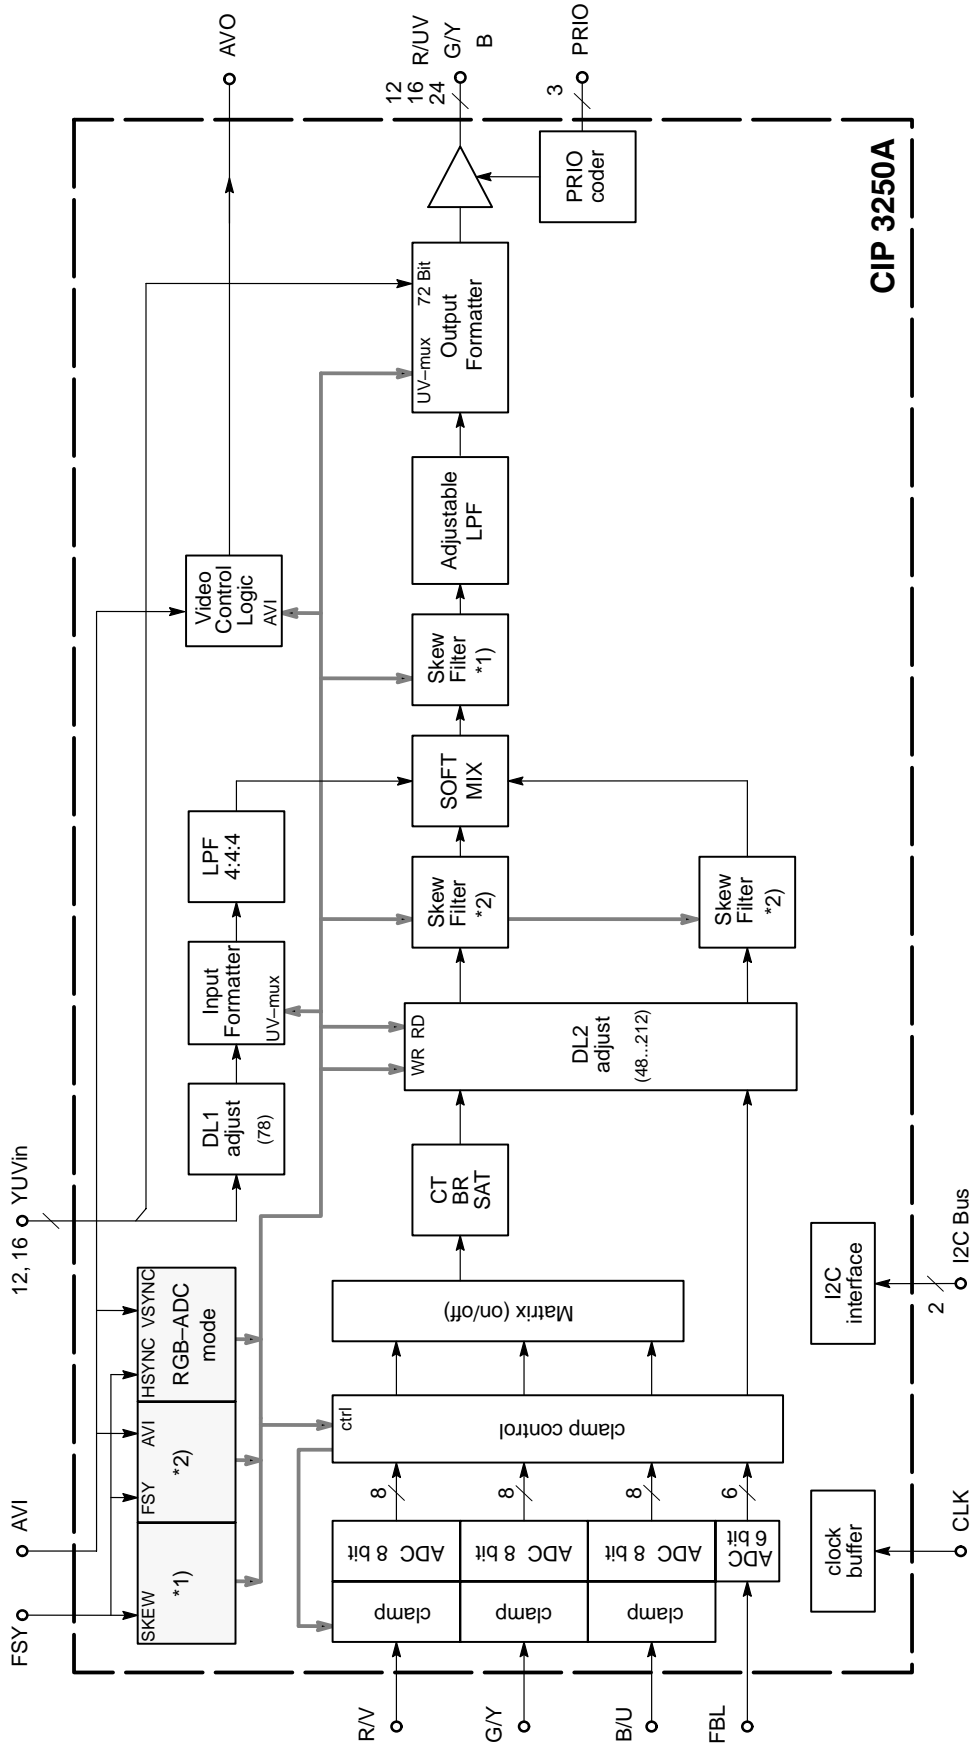 FSY
AVI
12, 16 YUVin
AVO
SKEW
*1)
FSY
AVI
*2)
HSYNC VSYNC
RGB–ADC
mode
DL1
adjust
(78)
Input
Formatter
UV–mux
LPF
4:4:4
Video
Control
Logic
AVI
R/V
G/Y
B/U
FBL
clamp
clamp
clamp
ADC 8 bit
ADC 8 bit
ADC 8 bit
ADC
6 bit
8
8
8
6
ctrl
clamp control
Matrix (on/off)
CT
BR
SAT
WR RD
DL2
adjust
(48...212)
Skew
Filter
*2)
Skew
Filter
*2)
SOFT
MIX
Skew
Filter
*1)
Adjustable
LPF
UV–mux 72 Bit
Output
Formatter
12
16
24
R/UV
G/Y
B
PRIO
coder
3
PRIO
clock
buffer
CLK
I2C
interface
2
I2C Bus
CIP 3250A